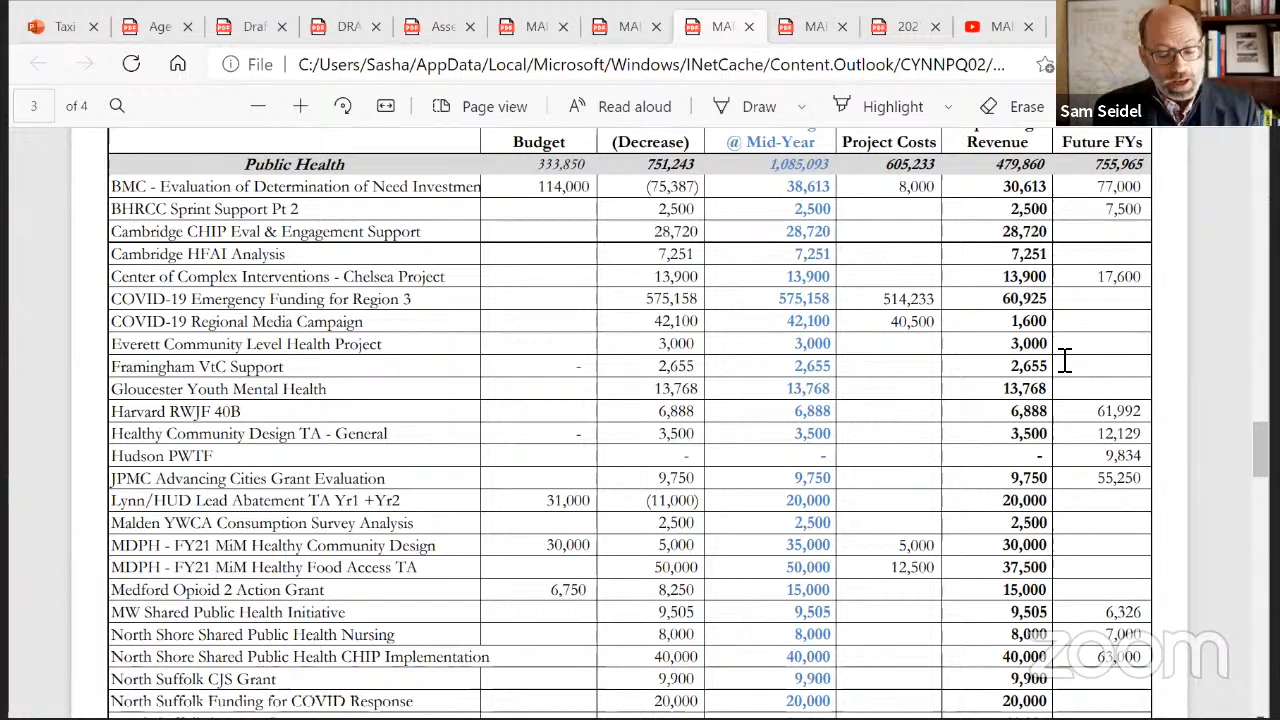 Taxi
Age
Draf
DRA
Asse
MA
MA
MA
202
MA
File
C:/Users/Sasha/AppData/Local/Microsoft/Windows/INetCache/Content.Outlook/CYNNPQ02/...
3 of 4
Page view
Read aloud
Draw
Highlight
Erase
Sam Seidel
Budget (Decrease) @ Mid-Year Project Costs Revenue Future FYs
Public Health 333,850 751,243 1,085,093 605,233 479,860 755,965
BMC - Evaluation of Determination of Need Investmen 114,000 (75,387) 38,613 8,000 30,613 77,000
BHRCC Sprint Support Pt 2 2,500 2,500 2,500 7,500
Cambridge CHIP Eval & Engagement Support 28,720 28,720 28,720
Cambridge HFAI Analysis 7,251 7,251 7,251
Center of Complex Interventions - Chelsea Project 13,900 13,900 13,900 17,600
COVID-19 Emergency Funding for Region 3 575,158 575,158 514,233 60,925
COVID-19 Regional Media Campaign 42,100 42,100 40,500 1,600
Everett Community Level Health Project 3,000 3,000 3,000
Framingham VtC Support - 2,655 2,655 2,655
Gloucester Youth Mental Health 13,768 13,768 13,768
Harvard RWJF 40B 6,888 6,888 6,888 61,992
Healthy Community Design TA - General - 3,500 3,500 3,500 12,129
Hudson PWTF - - - 9,834
JPMC Advancing Cities Grant Evaluation 9,750 9,750 9,750 55,250
Lynn/HUD Lead Abatement TA Yr1 +Yr2 31,000 (11,000) 20,000 20,000
Malden YWCA Consumption Survey Analysis 2,500 2,500 2,500
MDPH - FY21 MiM Healthy Community Design 30,000 5,000 35,000 5,000 30,000
MDPH - FY21 MiM Healthy Food Access TA 50,000 50,000 12,500 37,500
Medford Opioid 2 Action Grant 6,750 8,250 15,000 15,000
MW Shared Public Health Initiative 9,505 9,505 9,505 6,326
North Shore Shared Public Health Nursing 8,000 8,000 8,000 7,000
North Shore Shared Public Health CHIP Implementation 40,000 40,000 40,000 63,000
North Suffolk CJS Grant 9,900 9,900 9,900
North Suffolk Funding for COVID Response 20,000 20,000 20,000
zoom